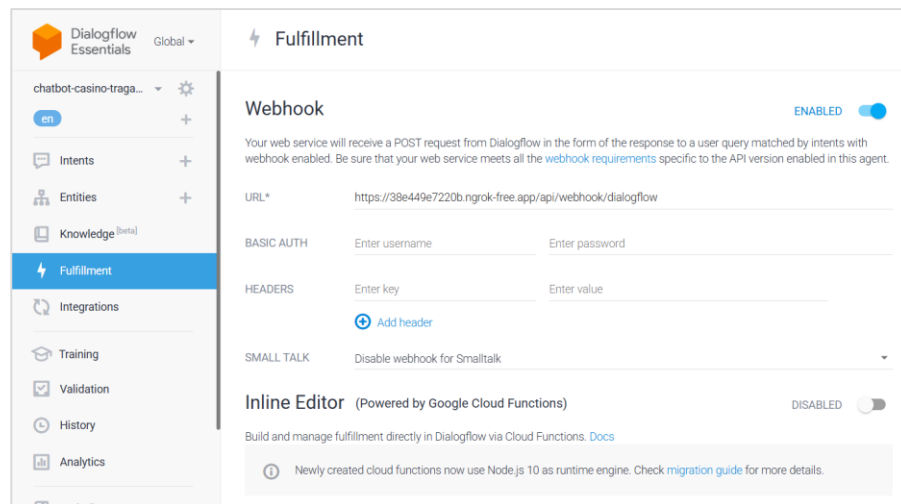 Dialogflow
Essentials
Global
chatbot-casino-traga...
en
Intents
Entities
Knowledge [beta]
Fulfillment
Integrations
Training
Validation
History
Analytics
Fulfillment
Webhook
ENABLED
Your web service will receive a POST request from Dialogflow in the form of the response to a user query matched by intents with
webhook enabled. Be sure that your web service meets all the webhook requirements specific to the API version enabled in this agent.
URL*
https://38e449e7220b.ngrok-free.app/api/webhook/dialogflow
BASIC AUTH
Enter username
Enter password
HEADERS
Enter key
Enter value
Add header
SMALL TALK
Disable webhook for Smalltalk
Inline Editor (Powered by Google Cloud Functions)
DISABLED
Build and manage fulfillment directly in Dialogflow via Cloud Functions. Docs
Newly created cloud functions now use Node.js 10 as runtime engine. Check migration guide for more details.